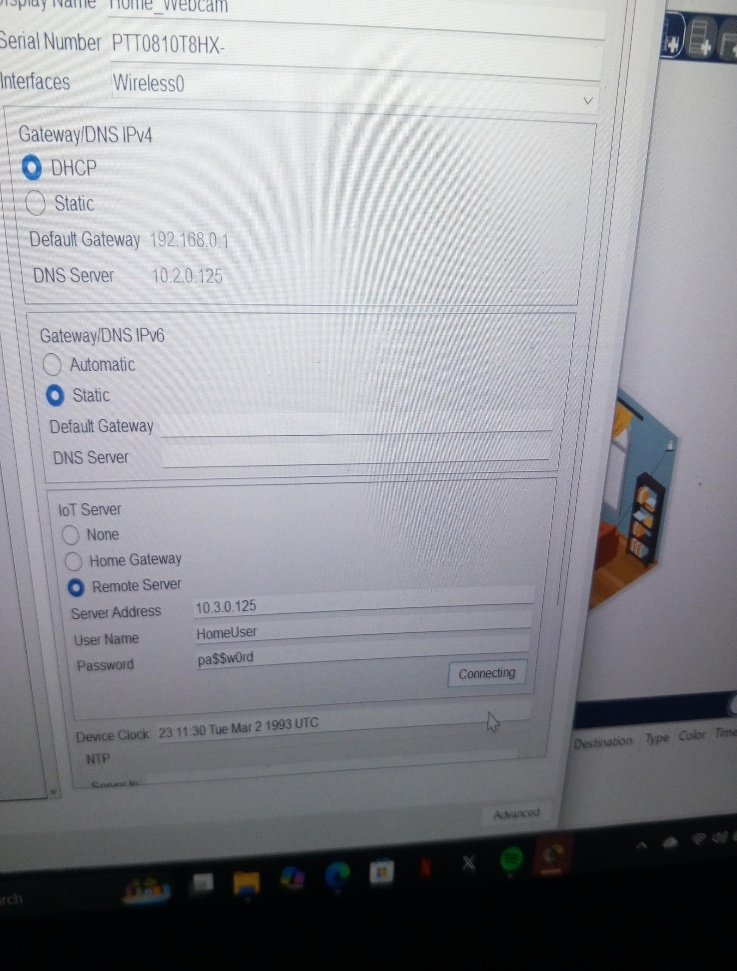 Display Name Home_Webcam
Serial Number PTT0810T8HX-
Interfaces Wireless0
Gateway/DNS IPv4
DHCP
Static
Default Gateway 192.168.0.1
DNS Server 10.2.0.125
Gateway/DNS IPv6
Automatic
Static
Default Gateway
DNS Server
IoT Server
None
Home Gateway
Remote Server
Server Address 10.3.0.125
User Name HomeUser
Password pa$$w0rd
Connecting
Device Clock: 23 11:30 Tue Mar 2 1993 UTC
NTP
Destination Type Color Time
Advanced
rch